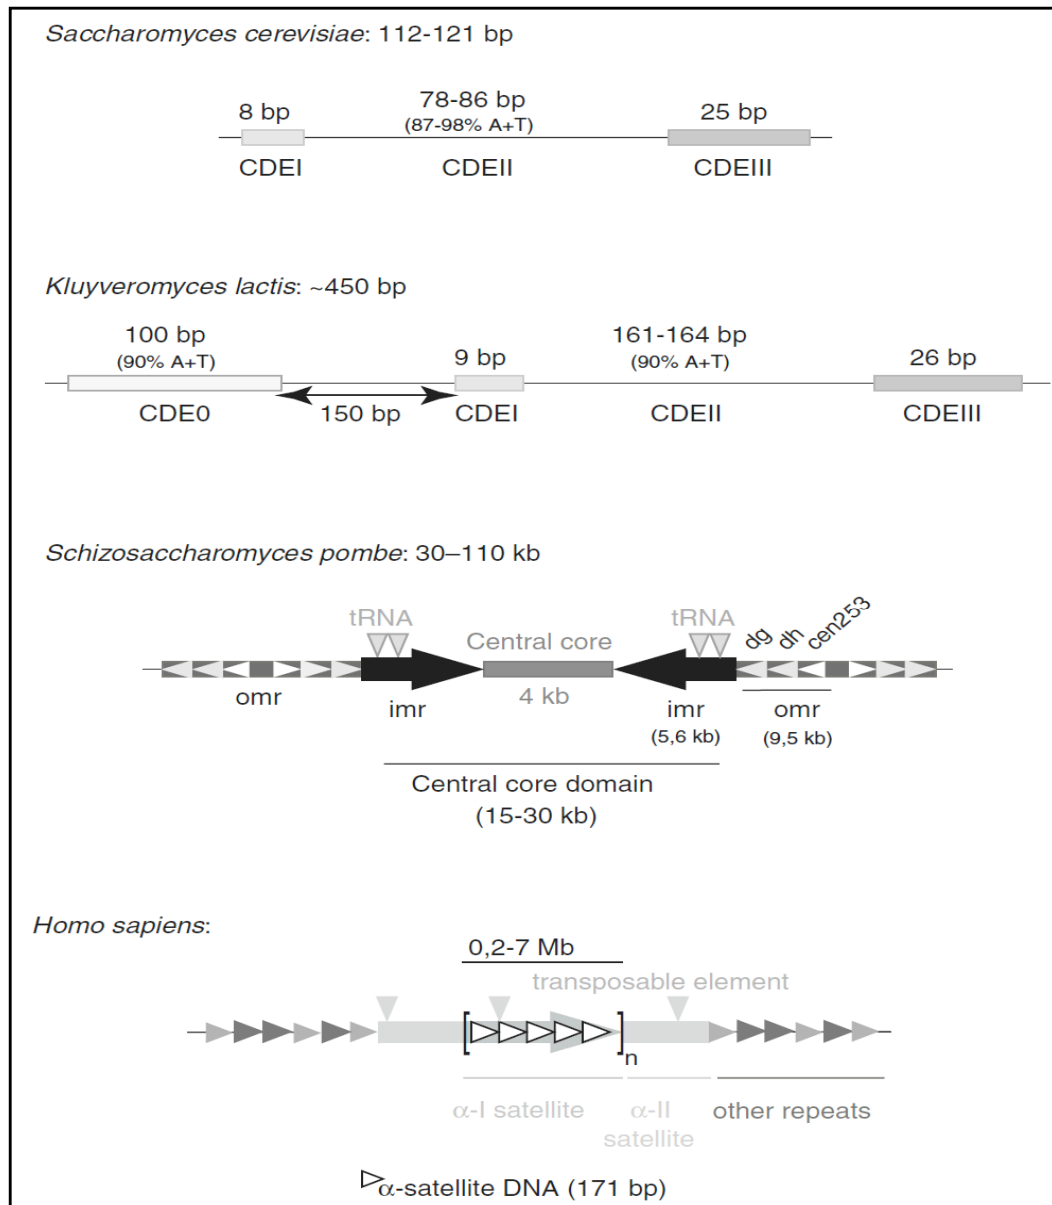 Saccharomyces cerevisiae: 112-121 bp
8 bp
78-86 bp
(87-98% A+T)
25 bp
CDEI
CDEII
CDEIII
Kluyveromyces lactis: ~450 bp
100 bp
(90% A+T)
9 bp
161-164 bp
(90% A+T)
26 bp
CDE0
150 bp
CDEI
CDEII
CDEIII
Schizosaccharomyces pombe: 30–110 kb
tRNA
Central core
tRNA
dg
dh
cen253
omr
imr
4 kb
imr
(5,6 kb)
omr
(9,5 kb)
Central core domain
(15-30 kb)
Homo sapiens:
0,2-7 Mb
transposable element
[ ]n
α-I satellite
α-II
satellite
other repeats
α-satellite DNA (171 bp)